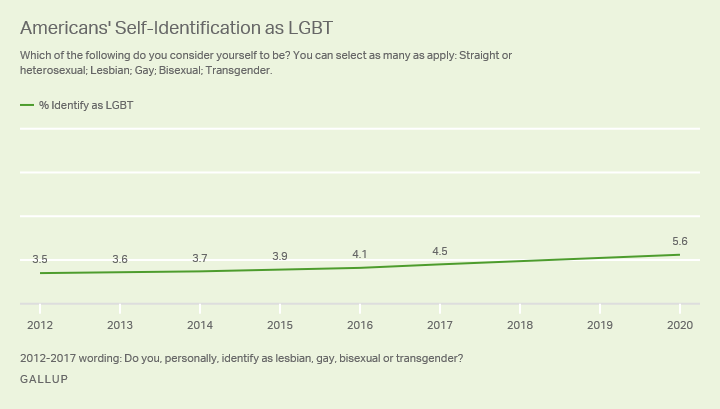 Americans' Self-Identification as LGBT
Which of the following do you consider yourself to be? You can select as many as apply: Straight or
heterosexual; Lesbian; Gay; Bisexual; Transgender.
% Identify as LGBT
3.5 3.6 3.7 3.9 4.1 4.5 5.6
2012 2013 2014 2015 2016 2017 2018 2019 2020
2012-2017 wording: Do you, personally, identify as lesbian, gay, bisexual or transgender?
GALLUP